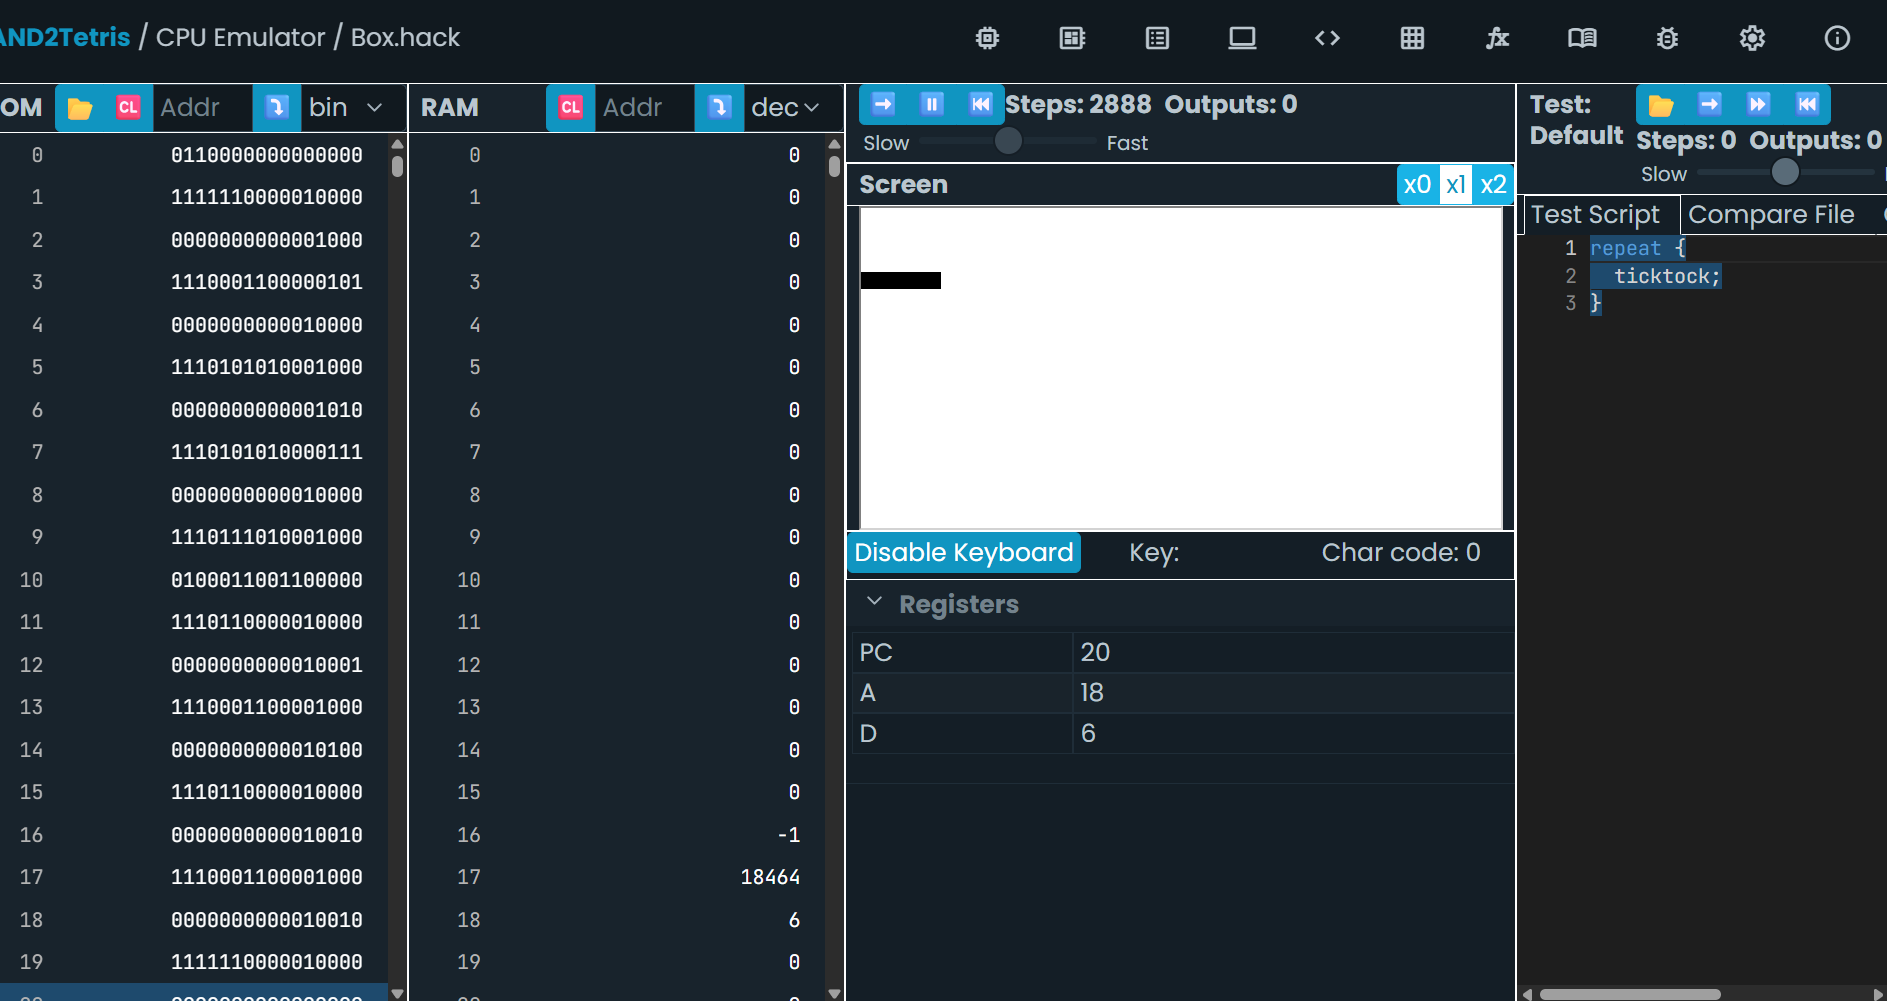 AND2Tetris / CPU Emulator / Box.hack
OM CL Addr bin
0 0110000000000000
1 1111110000010000
2 0000000000001000
3 1110001100000101
4 0000000000010000
5 1110101010001000
6 0000000000001010
7 1110101010000111
8 0000000000010000
9 1110111010001000
10 0100011001100000
11 1110110000010000
12 0000000000010001
13 1110001100001000
14 0000000000010100
15 1110110000010000
16 0000000000010010
17 1110001100001000
18 0000000000010010
19 1111110000010000
RAM CL Addr dec
0 0
1 0
2 0
3 0
4 0
5 0
6 0
7 0
8 0
9 0
10 0
11 0
12 0
13 0
14 0
15 0
16 -1
17 18464
18 6
19 0
Steps: 2888 Outputs: 0
Slow Fast
Screen x0 x1 x2
Disable Keyboard Key: Char code: 0
Registers
PC 20
A 18
D 6
Test:
Default
Steps: 0 Outputs: 0
Slow
Test Script Compare File
1 repeat {
2 ticktock;
3 }